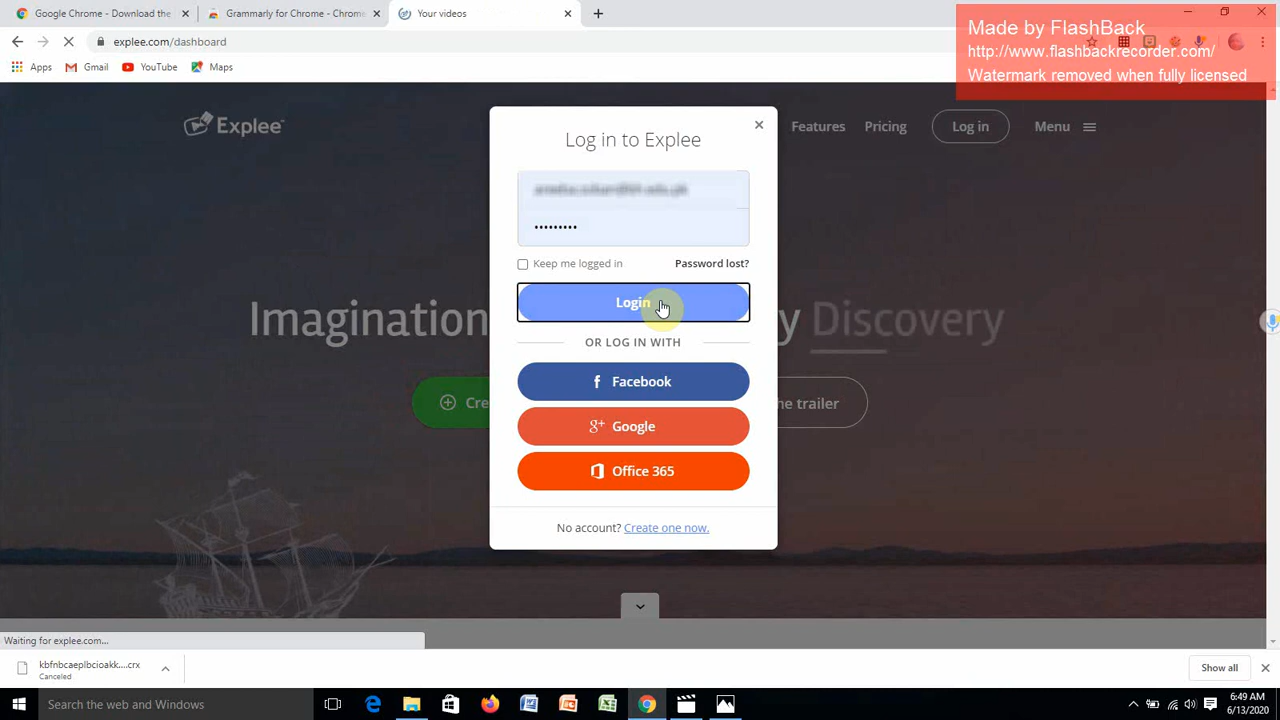 Google Chrome - Download the
Grammarly for Chrome - Chrome
Your videos
Made by FlashBack
http://www.flashbackrecorder.com/
Watermark removed when fully licensed
explee.com/dashboard
Apps
Gmail
YouTube
Maps
Explee
Features
Pricing
Log in
Menu
Log in to Explee
•••••••••
Keep me logged in
Password lost?
Login
Imagination
y Discovery
OR LOG IN WITH
Facebook
Cre
he trailer
g+ Google
Office 365
No account? Create one now.
Waiting for explee.com...
kbfnbcaeplbcioakk....crx
Canceled
Show all
Search the web and Windows
6:49 AM
6/13/2020